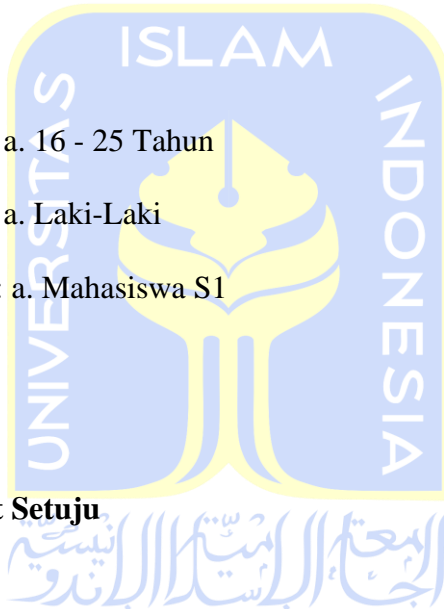 ISLAM
UNIVERSITAS
INDONESIA
a. 16 - 25 Tahun
a. Laki-Laki
: a. Mahasiswa S1
t Setuju